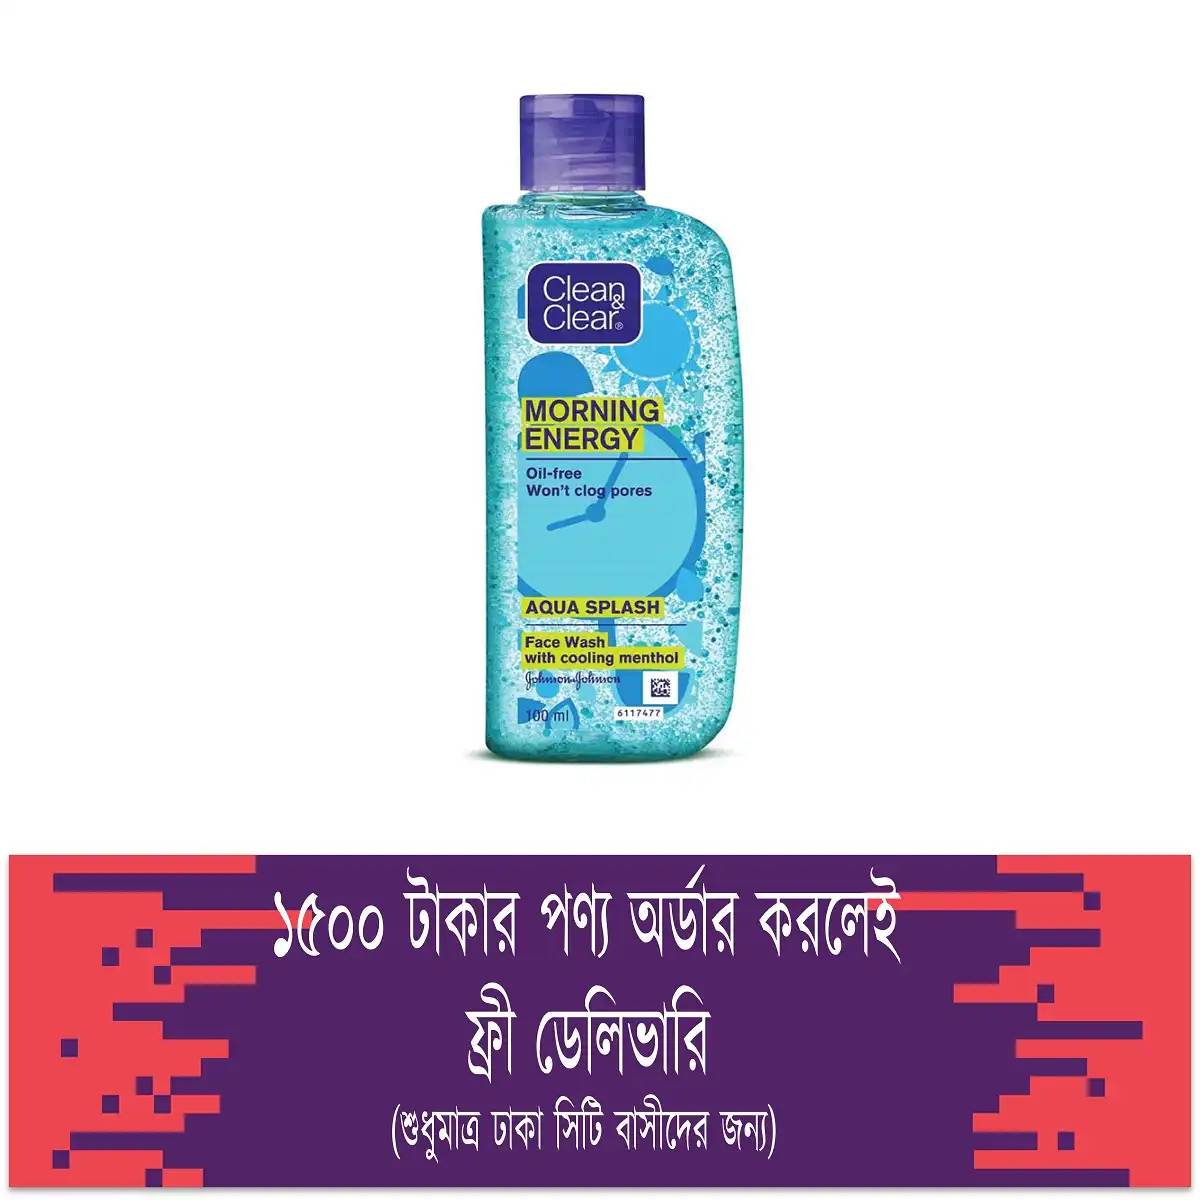 Clean
&
Clear®
MORNING
ENERGY
Oil-free
Won't clog pores
AQUA SPLASH
Face Wash
with cooling menthol
Johnson & Johnson
100 ml
6117477
১৫০০ টাকার পণ্য অর্ডার করলেই
ফ্রী ডেলিভারি
(শুধুমাত্র ঢাকা সিটি বাসীদের জন্য)